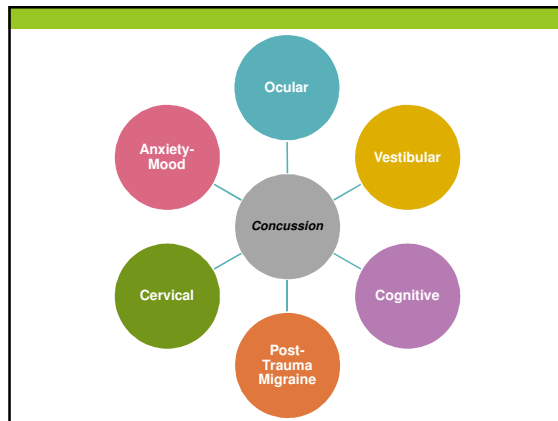 Ocular
Anxiety-
Mood
Vestibular
Concussion
Cervical
Cognitive
Post-
Trauma
Migraine